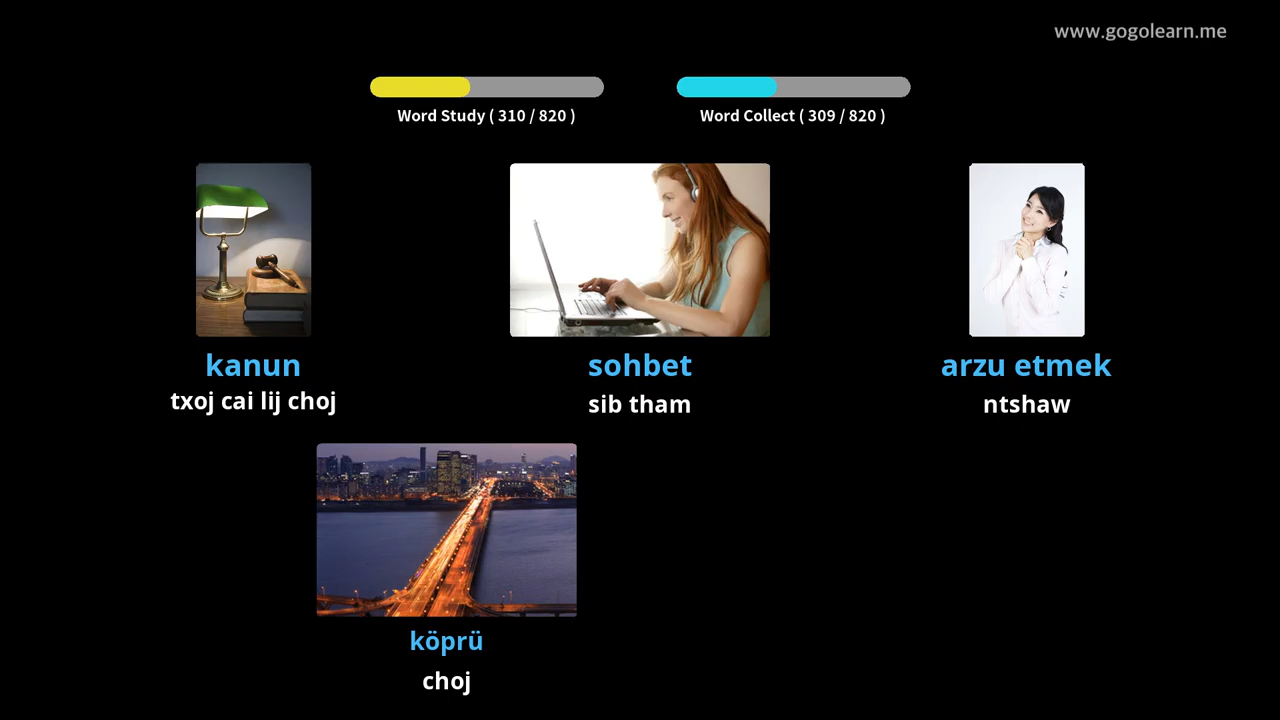 www.gogolearn.me
Word Study ( 310 / 820 )
Word Collect ( 309 / 820 )
kanun
txoj cai lij choj
sohbet
sib tham
arzu etmek
ntshaw
köprü
choj